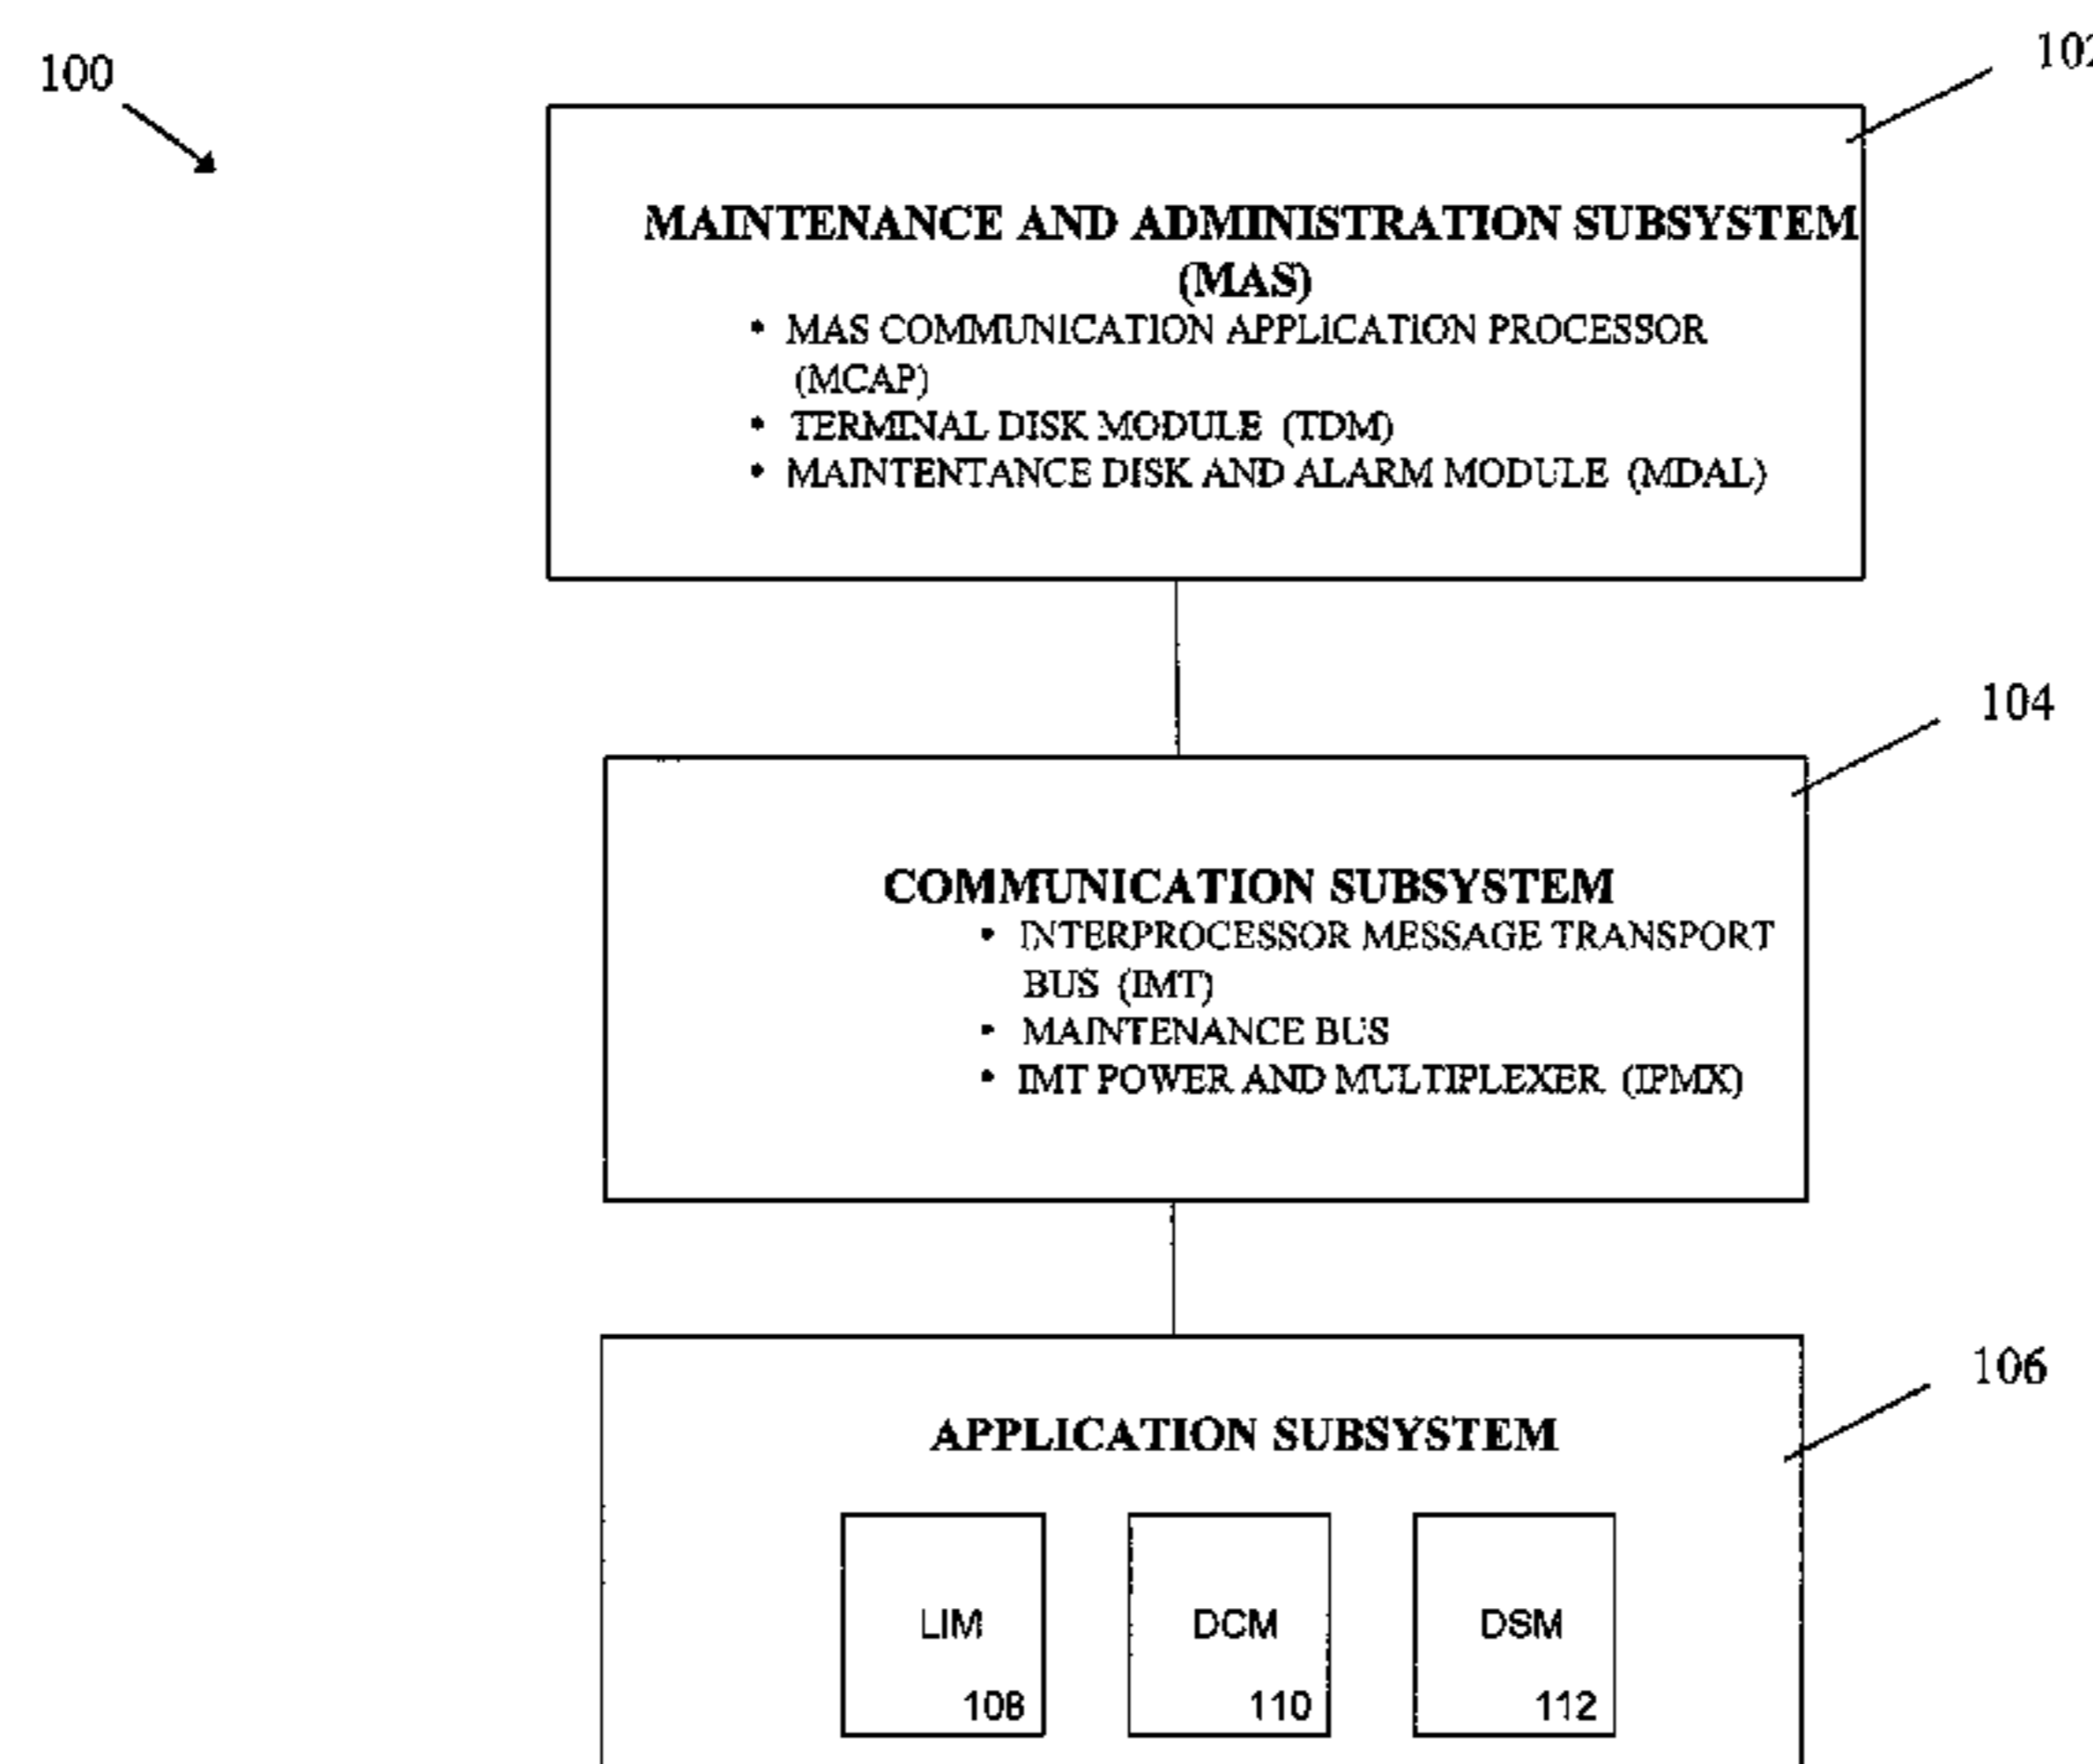 100
102
MAINTENANCE AND ADMINISTRATION SUBSYSTEM
(MAS)
• MAS COMMUNICATION APPLICATION PROCESSOR
(MCAP)
• TERMINAL DISK MODULE (TDM)
• MAINTENTANCE DISK AND ALARM MODULE (MDAL)
104
COMMUNICATION SUBSYSTEM
• INTERPROCESSOR MESSAGE TRANSPORT
BUS (IMT)
• MAINTENANCE BUS
• IMT POWER AND MULTIPLEXER (IPMX)
106
APPLICATION SUBSYSTEM
LIM
108
DCM
110
DSM
112